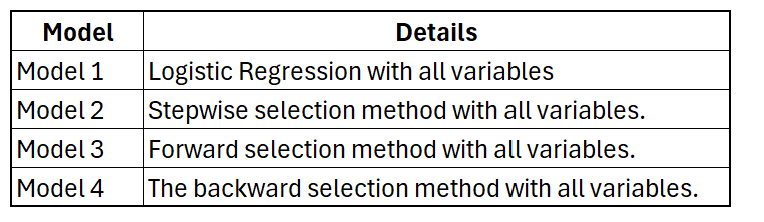 Model Details
Model 1 Logistic Regression with all variables
Model 2 Stepwise selection method with all variables.
Model 3 Forward selection method with all variables.
Model 4 The backward selection method with all variables.